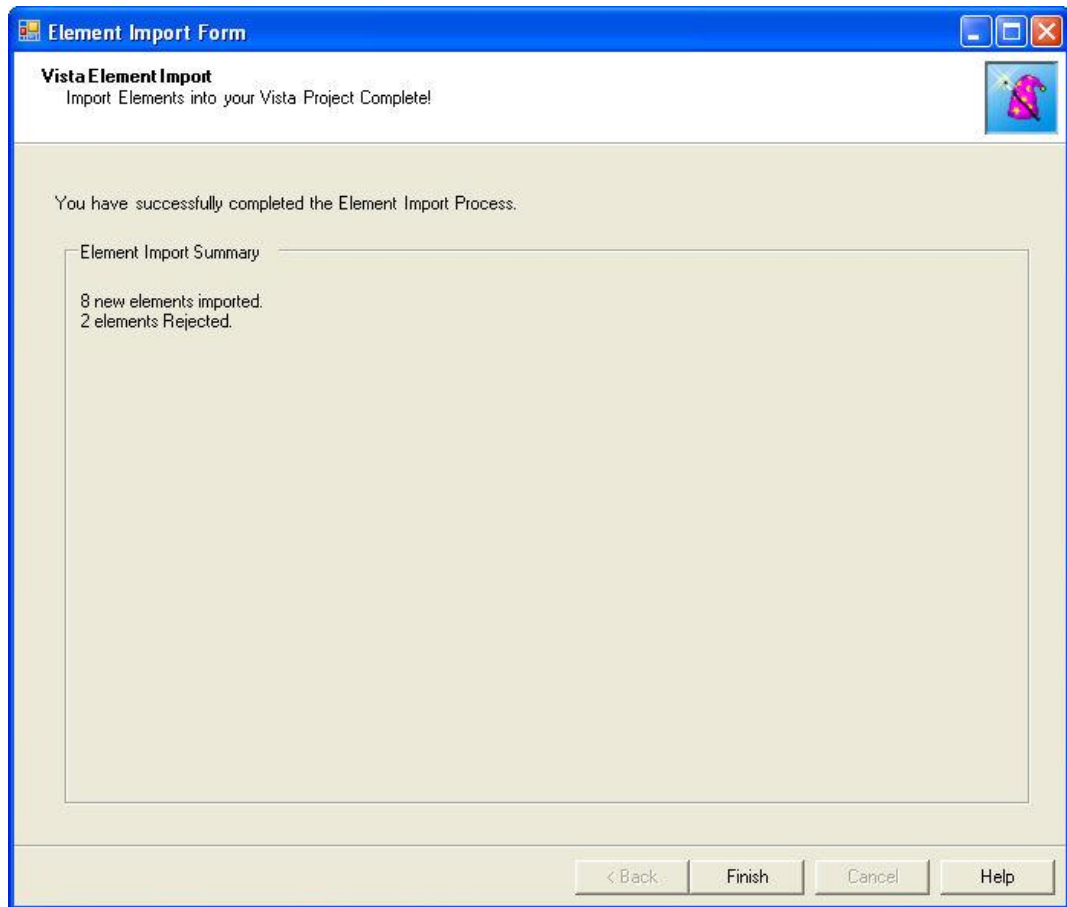 Element Import Form
Vista Element Import
Import Elements into your Vista Project Complete!
You have successfully completed the Element Import Process.
Element Import Summary
8 new elements imported.
2 elements Rejected.
< Back
Finish
Cancel
Help